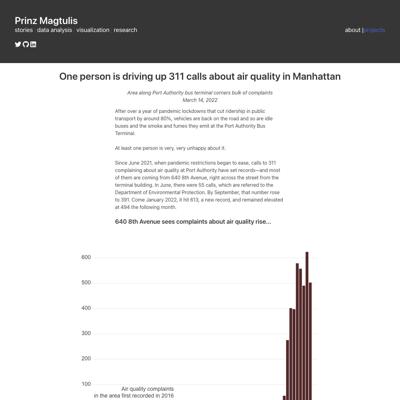 Prinz Magtulis
stories data analysis visualization research
about |projects
One person is driving up 311 calls about air quality in Manhattan
Area along Port Authority bus terminal corners bulk of complaints
March 14, 2022
After over a year of pandemic lockdowns that cut ridership in public
transport by around 80%, vehicles are back on the road and so are idle
buses and the smoke and fumes they emit at the Port Authority Bus
Terminal.
At least one person is very, very unhappy about it.
Since June 2021, when pandemic restrictions began to ease, calls to 311
complaining about air quality at Port Authority have set records—and most
of them are coming from 640 8th Avenue, right across the street from the
terminal building. In June, there were 55 calls, which are referred to the
Department of Environmental Protection. By September, that number rose
to 391. Come January 2022, it hit 613, a new record, and remained elevated
at 494 the following month.
640 8th Avenue sees complaints about air quality rise...
600
500
400
300
200
100
Air quality complaints
in the area first recorded in 2016